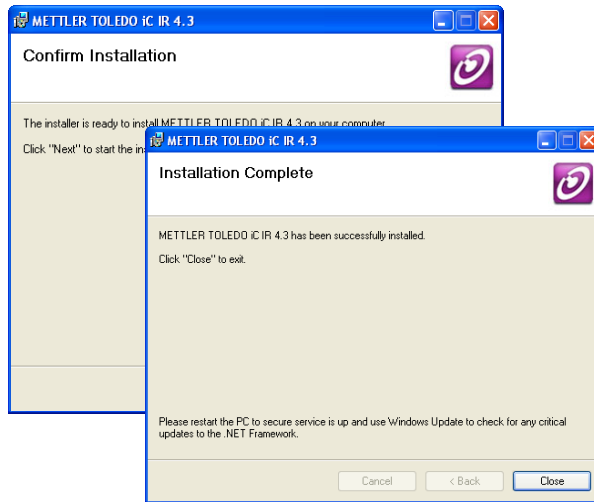 METTLER TOLEDO iC IR 4.3
Confirm Installation
The installer is ready to install METTLER TOLEDO iC IR 4.3 on your computer.
Click "Next" to start the ins
METTLER TOLEDO iC IR 4.3
Installation Complete
METTLER TOLEDO iC IR 4.3 has been successfully installed.
Click "Close" to exit.
Please restart the PC to secure service is up and use Windows Update to check for any critical
updates to the .NET Framework.
Cancel
< Back
Close